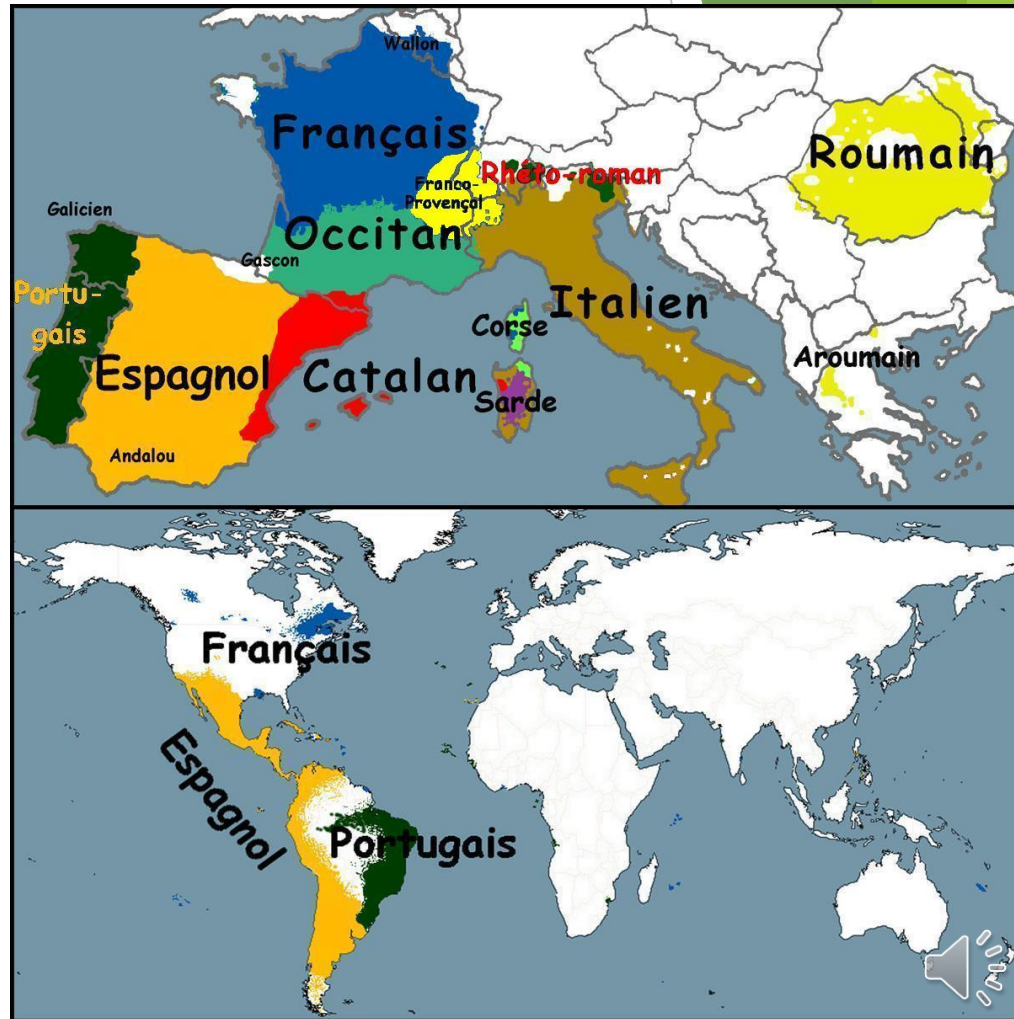 Wallon
Français
Roumain
Rhéto-roman
Franco-
Provençal
Galicien
Occitan
Gascon
Portu-
gais
Italien
Corse
Aroumain
Espagnol
Catalan
Sarde
Andalou
Français
Espagnol
Portugais